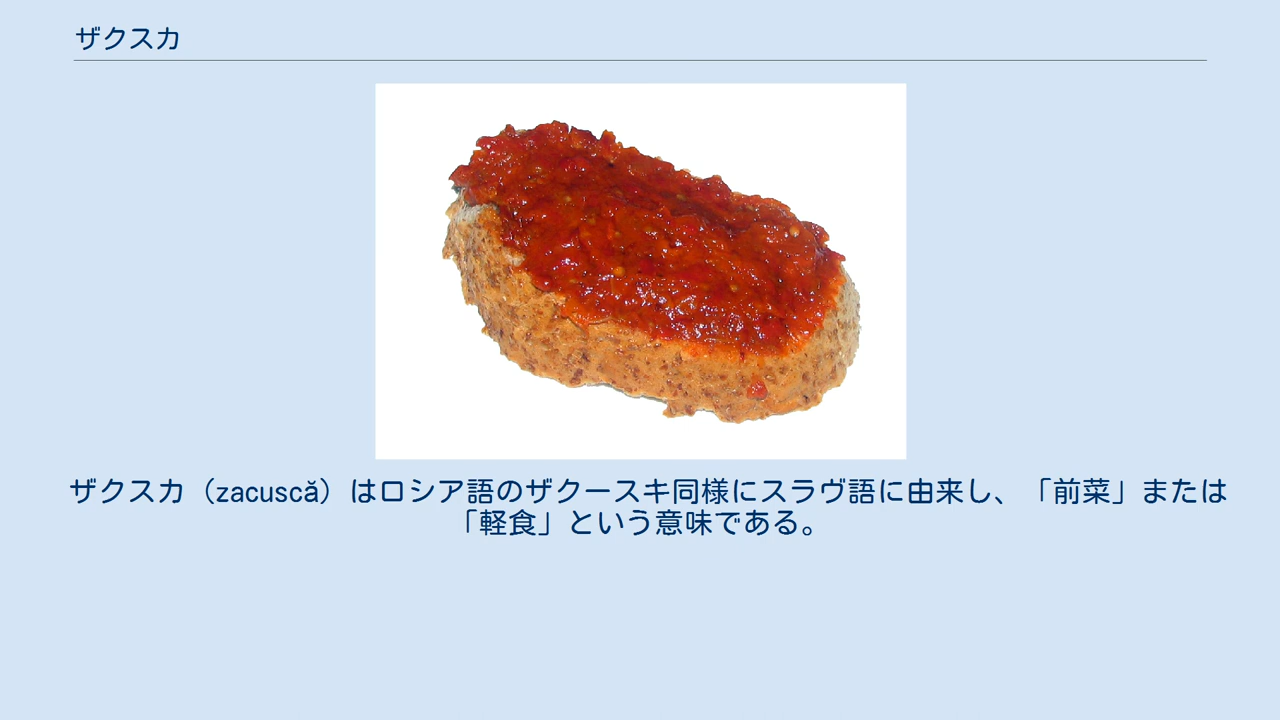 ザクスカ
ザクスカ（zacuscă）はロシア語のザクースキ同様にスラヴ語に由来し、「前菜」または
「軽食」という意味である。